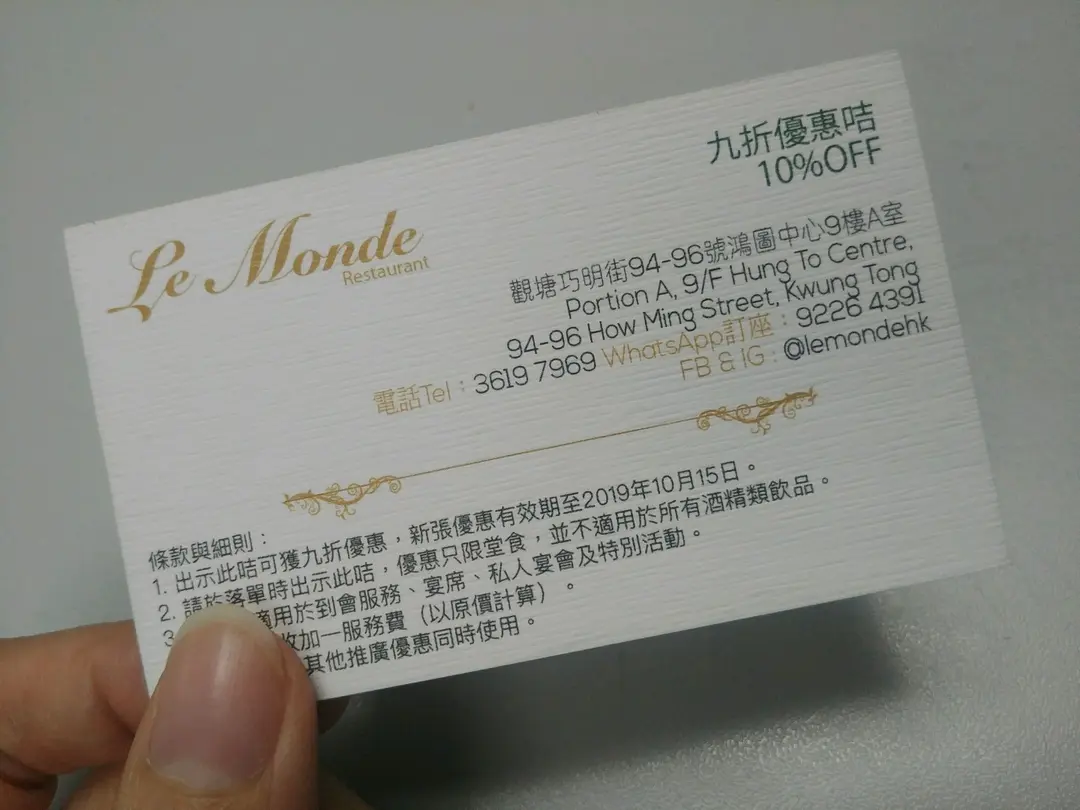 九折優惠咭
10%OFF
Le Monde
Restaurant
觀塘巧明街94-96號鴻圖中心9樓A室
Portion A, 9/F Hung To Centre,
94-96 How Ming Street, Kwung Tong
電話Tel：3619 7969 WhatsApp訂座：9226 4391
FB & IG：@lemondehk
條款與細則：
1. 出示此咭可獲九折優惠，新張優惠有效期至2019年10月15日。
2. 請於落單時出示此咭，優惠只限堂食，並不適用於所有酒精類飲品。
3 適用於到會服務、宴席、私人宴會及特別活動。
收加一服務費（以原價計算）。
其他推廣優惠同時使用。